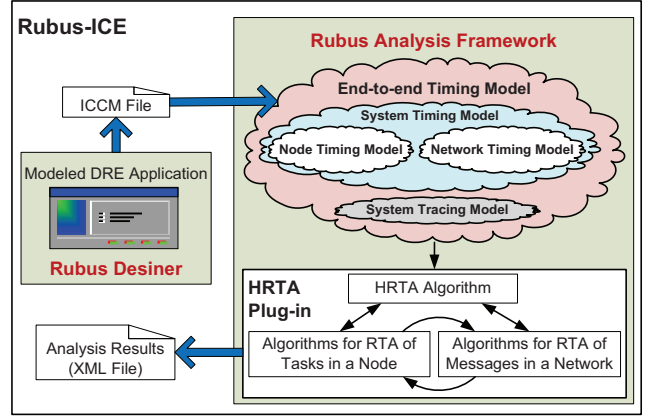 Rubus-ICE
Rubus Analysis Framework
End-to-end Timing Model
System Timing Model
Node Timing Model
Network Timing Model
System Tracing Model
ICCM File
Modeled DRE Application
Rubus Desiner
HRTA
Plug-in
HRTA Algorithm
Algorithms for RTA of
Tasks in a Node
Algorithms for RTA of
Messages in a Network
Analysis Results
(XML File)